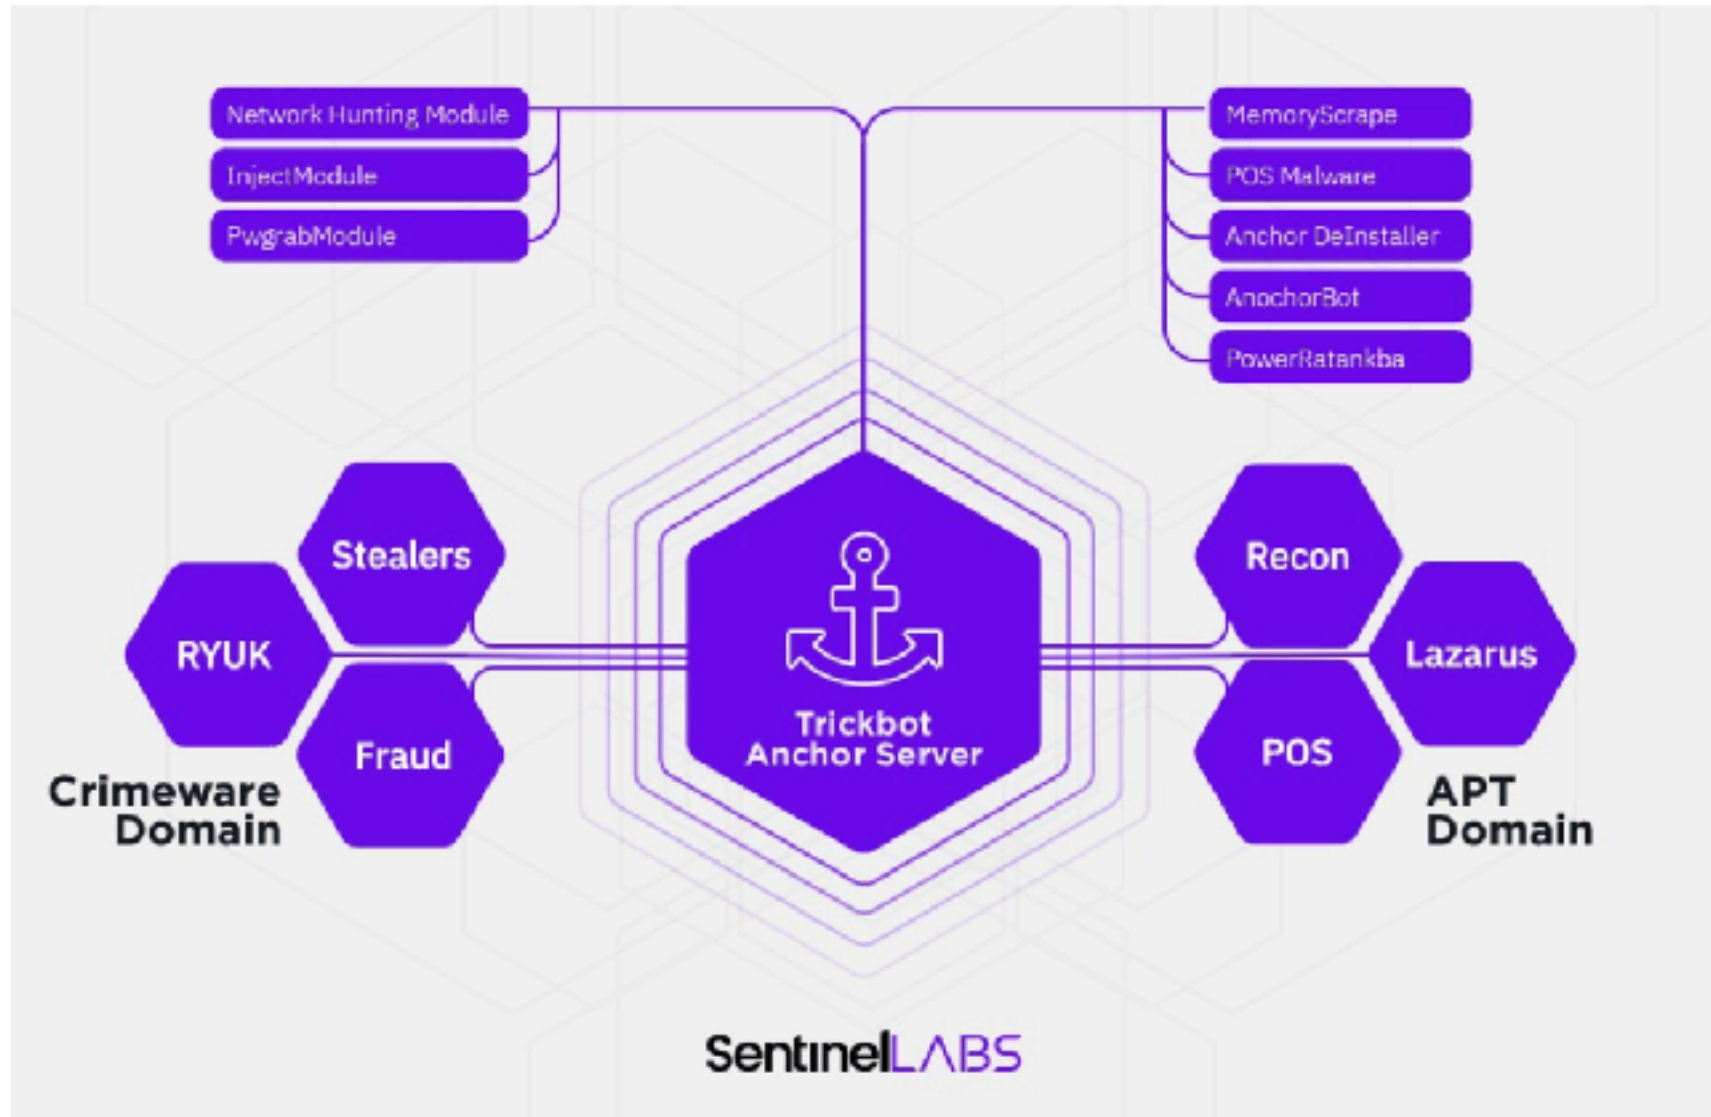 Network Hunting Module
InjectModule
PwgrabModule
MemoryScrape
POS Malware
Anchor DeInstaller
AnochorBot
PowerRatankba
Stealers
RYUK
Fraud
Crimeware
Domain
Trickbot
Anchor Server
Recon
Lazarus
POS
APT
Domain
SentinelLABS